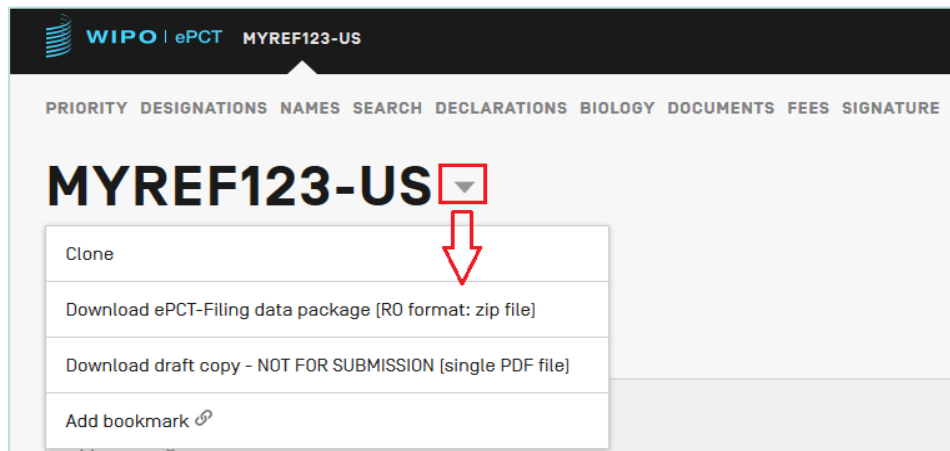 WIPO | ePCT MYREF123-US
PRIORITY DESIGNATIONS NAMES SEARCH DECLARATIONS BIOLOGY DOCUMENTS FEES SIGNATURE
MYREF123-US
Clone
Download ePCT-Filing data package (RO format: zip file)
Download draft copy - NOT FOR SUBMISSION (single PDF file)
Add bookmark